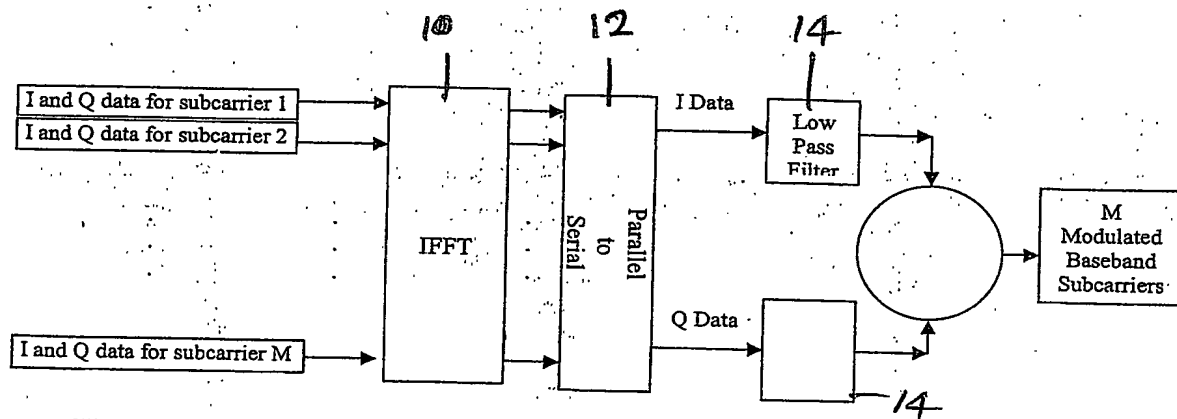 10
12
14
I and Q data for subcarrier 1
I and Q data for subcarrier 2
I and Q data for subcarrier M
IFFT
Parallel
to
Serial
I Data
Q Data
Low
Pass
Filter
14
M
Modulated
Baseband
Subcarriers